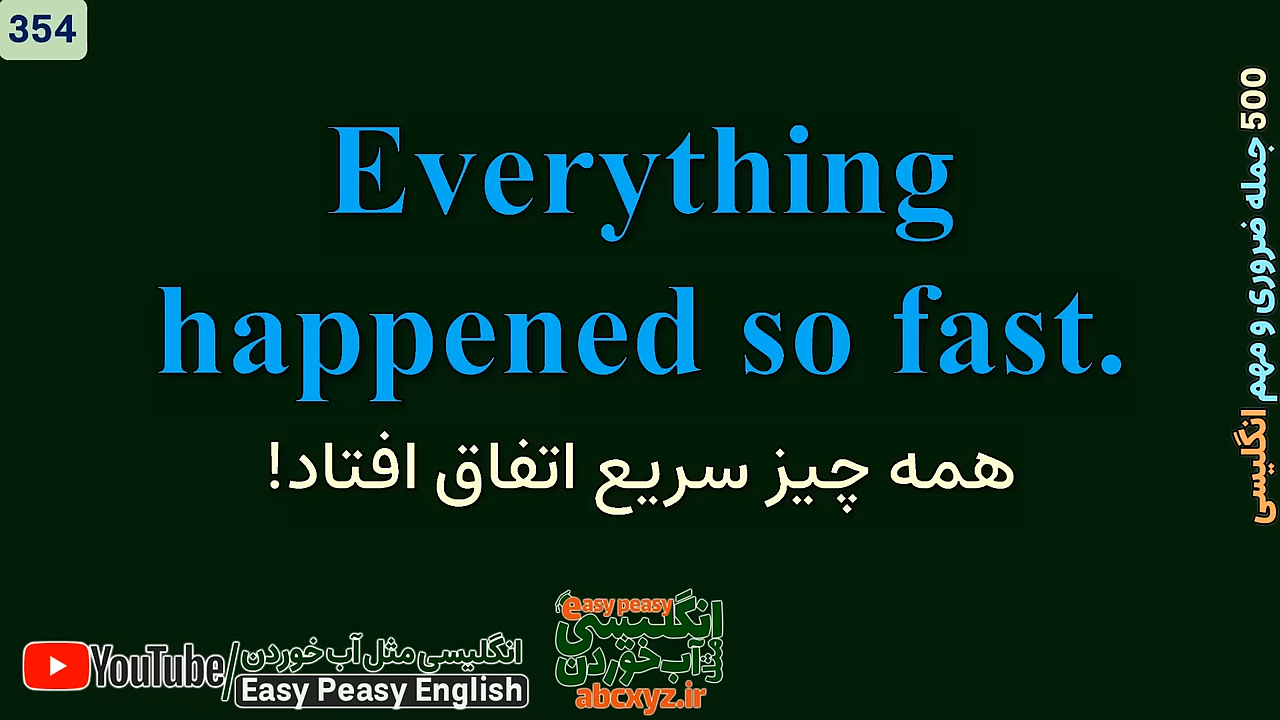 354
Everything
happened so fast.
همه چیز سریع اتفاق افتاد!
500 جمله ضروری و مهم انگلیسی
YouTube/انگلیسی مثل آب خوردن
Easy Peasy English
easy peasy
انگلیسی
مثل آب خوردن
abcxyz.ir